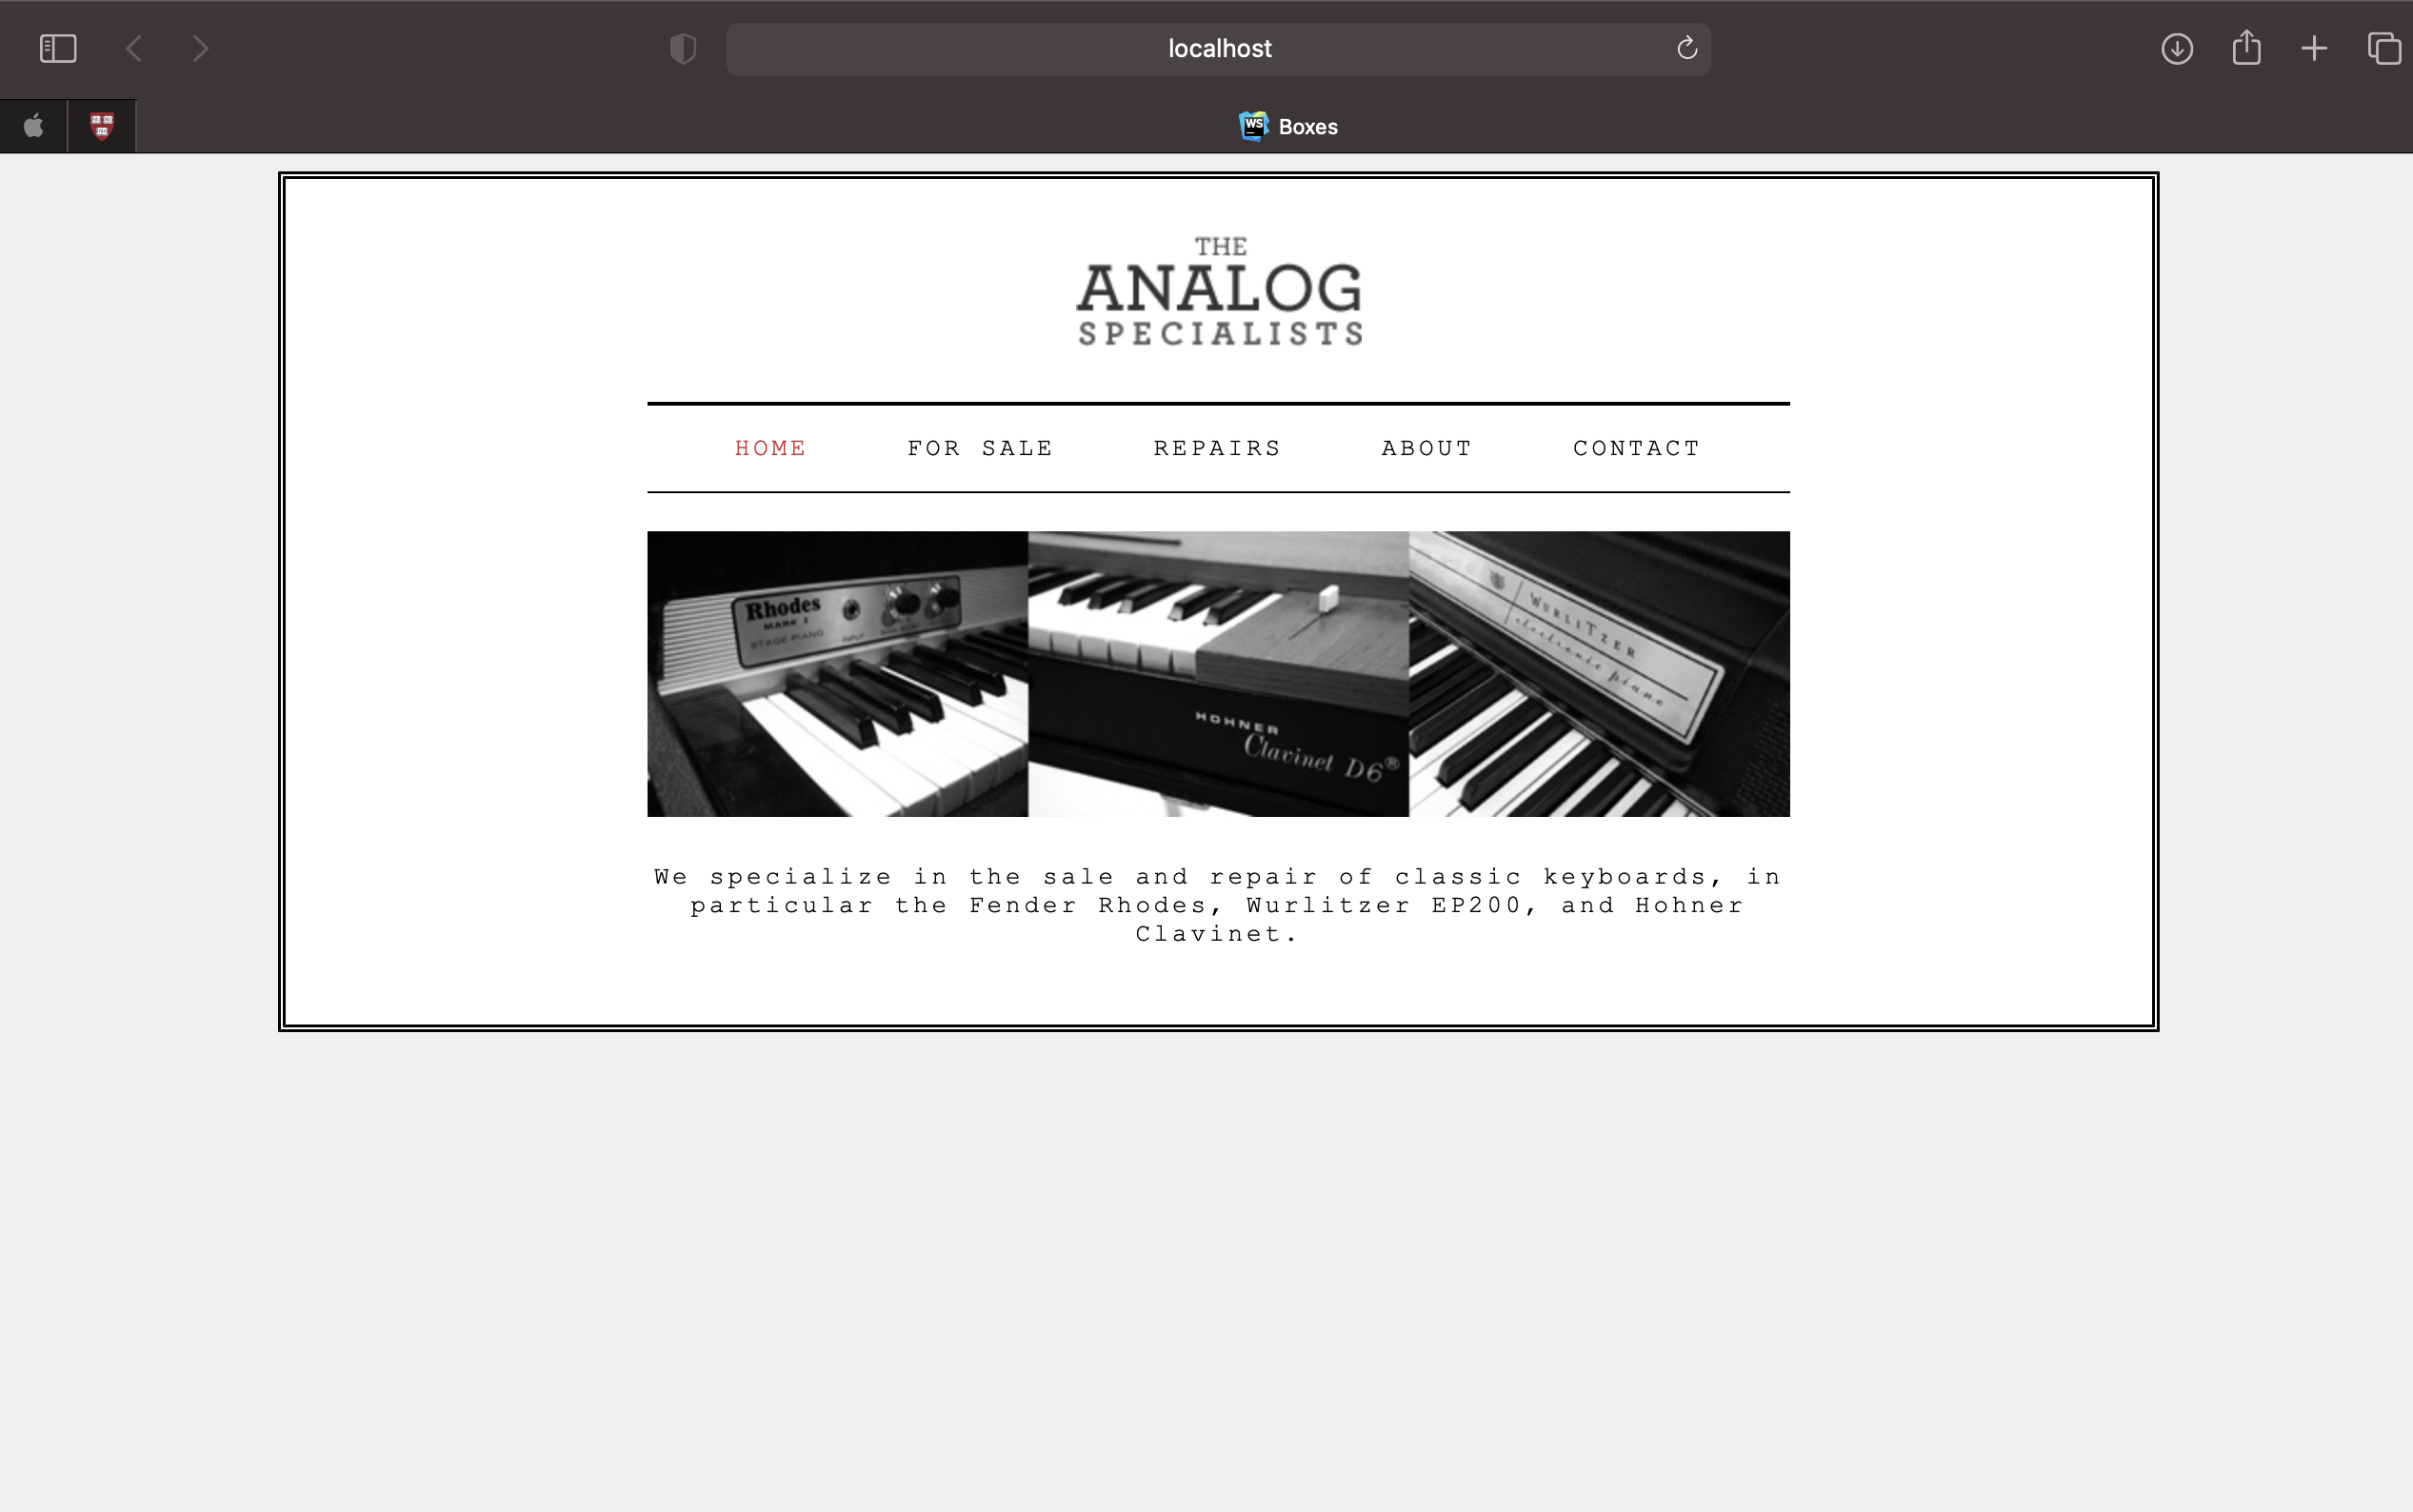 localhost
WS Boxes
THE
ANALOG
SPECIALISTS
HOME FOR SALE REPAIRS ABOUT CONTACT
Rhodes
MARK I
STAGE PIANO INPUT
HOHNER
Clavinet D6®
WURLITZER
electronic piano
We specialize in the sale and repair of classic keyboards, in
particular the Fender Rhodes, Wurlitzer EP200, and Hohner
Clavinet.